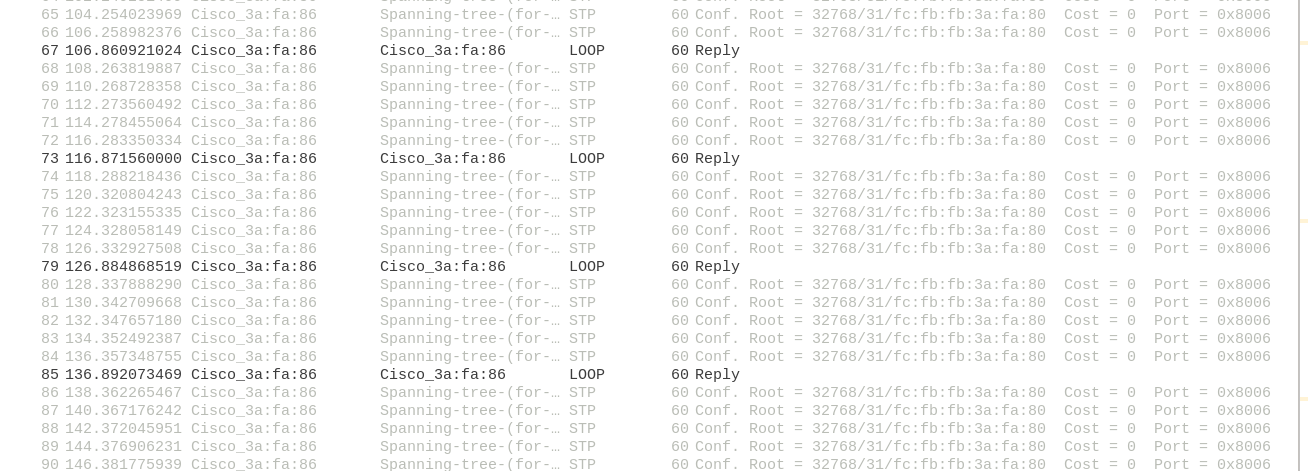 65 104.254023969 Cisco_3a:fa:86 Spanning-tree-(for-… STP 60 Conf. Root = 32768/31/fc:fb:fb:3a:fa:80 Cost = 0 Port = 0x8006
66 106.258982376 Cisco_3a:fa:86 Spanning-tree-(for-… STP 60 Conf. Root = 32768/31/fc:fb:fb:3a:fa:80 Cost = 0 Port = 0x8006
67 106.860921024 Cisco_3a:fa:86 Cisco_3a:fa:86 LOOP 60 Reply
68 108.263819887 Cisco_3a:fa:86 Spanning-tree-(for-… STP 60 Conf. Root = 32768/31/fc:fb:fb:3a:fa:80 Cost = 0 Port = 0x8006
69 110.268728358 Cisco_3a:fa:86 Spanning-tree-(for-… STP 60 Conf. Root = 32768/31/fc:fb:fb:3a:fa:80 Cost = 0 Port = 0x8006
70 112.273560492 Cisco_3a:fa:86 Spanning-tree-(for-… STP 60 Conf. Root = 32768/31/fc:fb:fb:3a:fa:80 Cost = 0 Port = 0x8006
71 114.278455064 Cisco_3a:fa:86 Spanning-tree-(for-… STP 60 Conf. Root = 32768/31/fc:fb:fb:3a:fa:80 Cost = 0 Port = 0x8006
72 116.283350334 Cisco_3a:fa:86 Spanning-tree-(for-… STP 60 Conf. Root = 32768/31/fc:fb:fb:3a:fa:80 Cost = 0 Port = 0x8006
73 116.871560000 Cisco_3a:fa:86 Cisco_3a:fa:86 LOOP 60 Reply
74 118.288218436 Cisco_3a:fa:86 Spanning-tree-(for-… STP 60 Conf. Root = 32768/31/fc:fb:fb:3a:fa:80 Cost = 0 Port = 0x8006
75 120.320804243 Cisco_3a:fa:86 Spanning-tree-(for-… STP 60 Conf. Root = 32768/31/fc:fb:fb:3a:fa:80 Cost = 0 Port = 0x8006
76 122.323155335 Cisco_3a:fa:86 Spanning-tree-(for-… STP 60 Conf. Root = 32768/31/fc:fb:fb:3a:fa:80 Cost = 0 Port = 0x8006
77 124.328058149 Cisco_3a:fa:86 Spanning-tree-(for-… STP 60 Conf. Root = 32768/31/fc:fb:fb:3a:fa:80 Cost = 0 Port = 0x8006
78 126.332927508 Cisco_3a:fa:86 Spanning-tree-(for-… STP 60 Conf. Root = 32768/31/fc:fb:fb:3a:fa:80 Cost = 0 Port = 0x8006
79 126.884868519 Cisco_3a:fa:86 Cisco_3a:fa:86 LOOP 60 Reply
80 128.337888290 Cisco_3a:fa:86 Spanning-tree-(for-… STP 60 Conf. Root = 32768/31/fc:fb:fb:3a:fa:80 Cost = 0 Port = 0x8006
81 130.342709668 Cisco_3a:fa:86 Spanning-tree-(for-… STP 60 Conf. Root = 32768/31/fc:fb:fb:3a:fa:80 Cost = 0 Port = 0x8006
82 132.347657180 Cisco_3a:fa:86 Spanning-tree-(for-… STP 60 Conf. Root = 32768/31/fc:fb:fb:3a:fa:80 Cost = 0 Port = 0x8006
83 134.352492387 Cisco_3a:fa:86 Spanning-tree-(for-… STP 60 Conf. Root = 32768/31/fc:fb:fb:3a:fa:80 Cost = 0 Port = 0x8006
84 136.357348755 Cisco_3a:fa:86 Spanning-tree-(for-… STP 60 Conf. Root = 32768/31/fc:fb:fb:3a:fa:80 Cost = 0 Port = 0x8006
85 136.892073469 Cisco_3a:fa:86 Cisco_3a:fa:86 LOOP 60 Reply
86 138.362265467 Cisco_3a:fa:86 Spanning-tree-(for-… STP 60 Conf. Root = 32768/31/fc:fb:fb:3a:fa:80 Cost = 0 Port = 0x8006
87 140.367176242 Cisco_3a:fa:86 Spanning-tree-(for-… STP 60 Conf. Root = 32768/31/fc:fb:fb:3a:fa:80 Cost = 0 Port = 0x8006
88 142.372045951 Cisco_3a:fa:86 Spanning-tree-(for-… STP 60 Conf. Root = 32768/31/fc:fb:fb:3a:fa:80 Cost = 0 Port = 0x8006
89 144.376906231 Cisco_3a:fa:86 Spanning-tree-(for-… STP 60 Conf. Root = 32768/31/fc:fb:fb:3a:fa:80 Cost = 0 Port = 0x8006
90 146.381775939 Cisco_3a:fa:86 Spanning-tree-(for-… STP 60 Conf. Root = 32768/31/fc:fb:fb:3a:fa:80 Cost = 0 Port = 0x8006